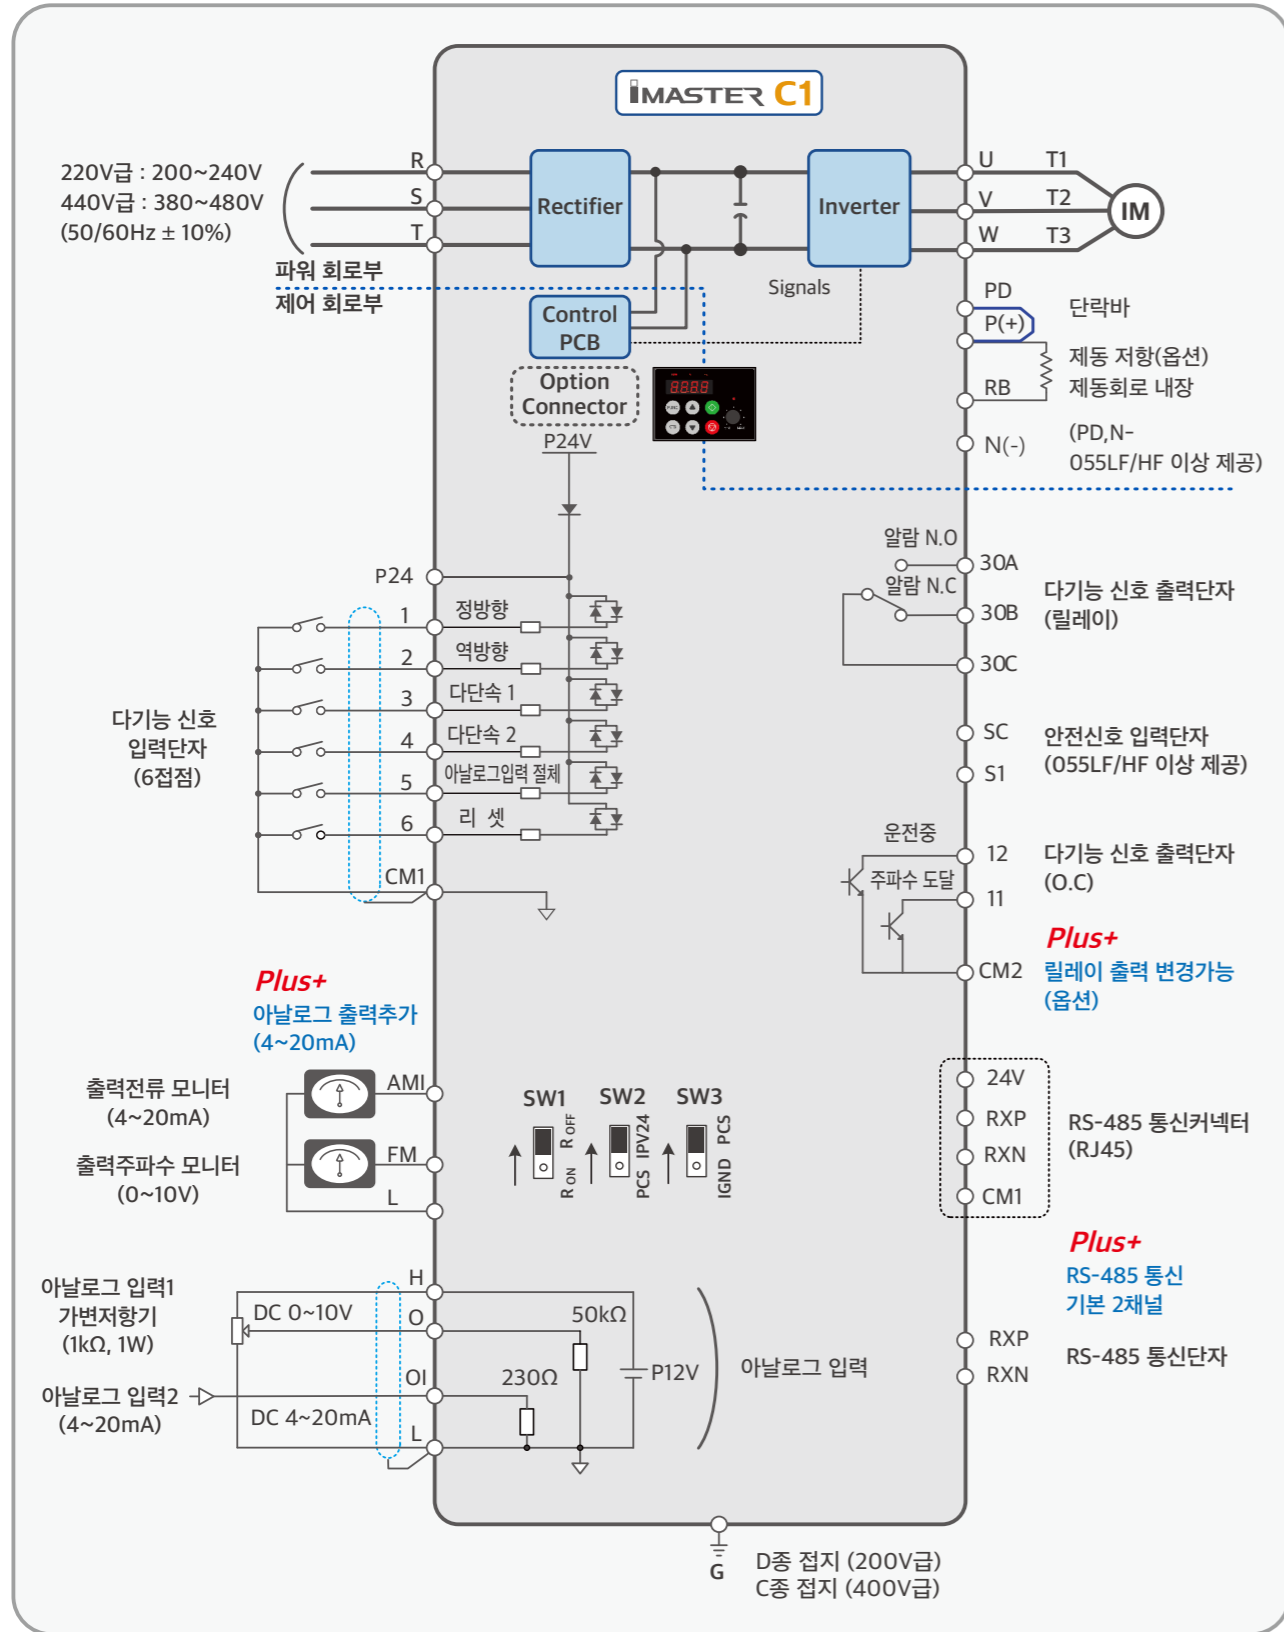 iMASTER C1
220V급 : 200~240V
440V급 : 380~480V
(50/60Hz ± 10%)
R
S
T
Rectifier
Inverter
U
V
W
T1
T2
T3
IM
파워 회로부
제어 회로부
Signals
Control
PCB
Option
Connector
PD
P(+)
RB
N(-)
단락바
제동 저항(옵션)
제동회로 내장
(PD,N-
055LF/HF 이상 제공)
P24V
P24
1
2
3
4
5
6
CM1
정방향
역방향
다단속 1
다단속 2
아날로그입력 절체
리 셋
다기능 신호
입력단자
(6접점)
알람 N.O
알람 N.C
30A
30B
30C
다기능 신호 출력단자
(릴레이)
SC
S1
안전신호 입력단자
(055LF/HF 이상 제공)
운전중
주파수 도달
12
11
CM2
다기능 신호 출력단자
(O.C)
Plus+
릴레이 출력 변경가능
(옵션)
Plus+
아날로그 출력추가
(4~20mA)
출력전류 모니터
(4~20mA)
출력주파수 모니터
(0~10V)
AMI
FM
L
SW1
SW2
SW3
R ON
R OFF
PCS
IPV24
IGND
PCS
24V
RXP
RXN
CM1
RS-485 통신커넥터
(RJ45)
Plus+
RS-485 통신
기본 2채널
RXP
RXN
RS-485 통신단자
아날로그 입력1
가변저항기
(1kΩ, 1W)
아날로그 입력2
(4~20mA)
H
O
OI
L
DC 0~10V
DC 4~20mA
50kΩ
230Ω
P12V
아날로그 입력
G
D종 접지 (200V급)
C종 접지 (400V급)